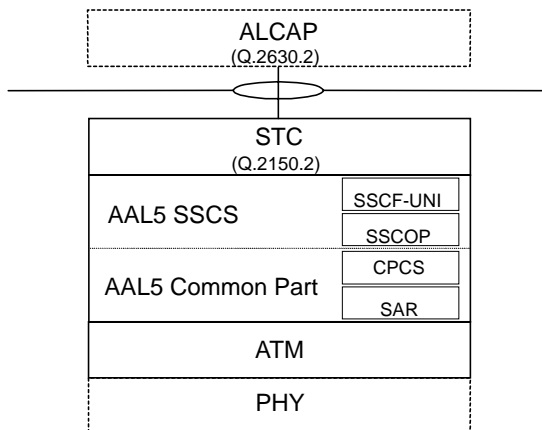 ALCAP
(Q.2630.2)
STC
(Q.2150.2)
AAL5 SSCS
SSCF-UNI
SSCOP
AAL5 Common Part
CPCS
SAR
ATM
PHY